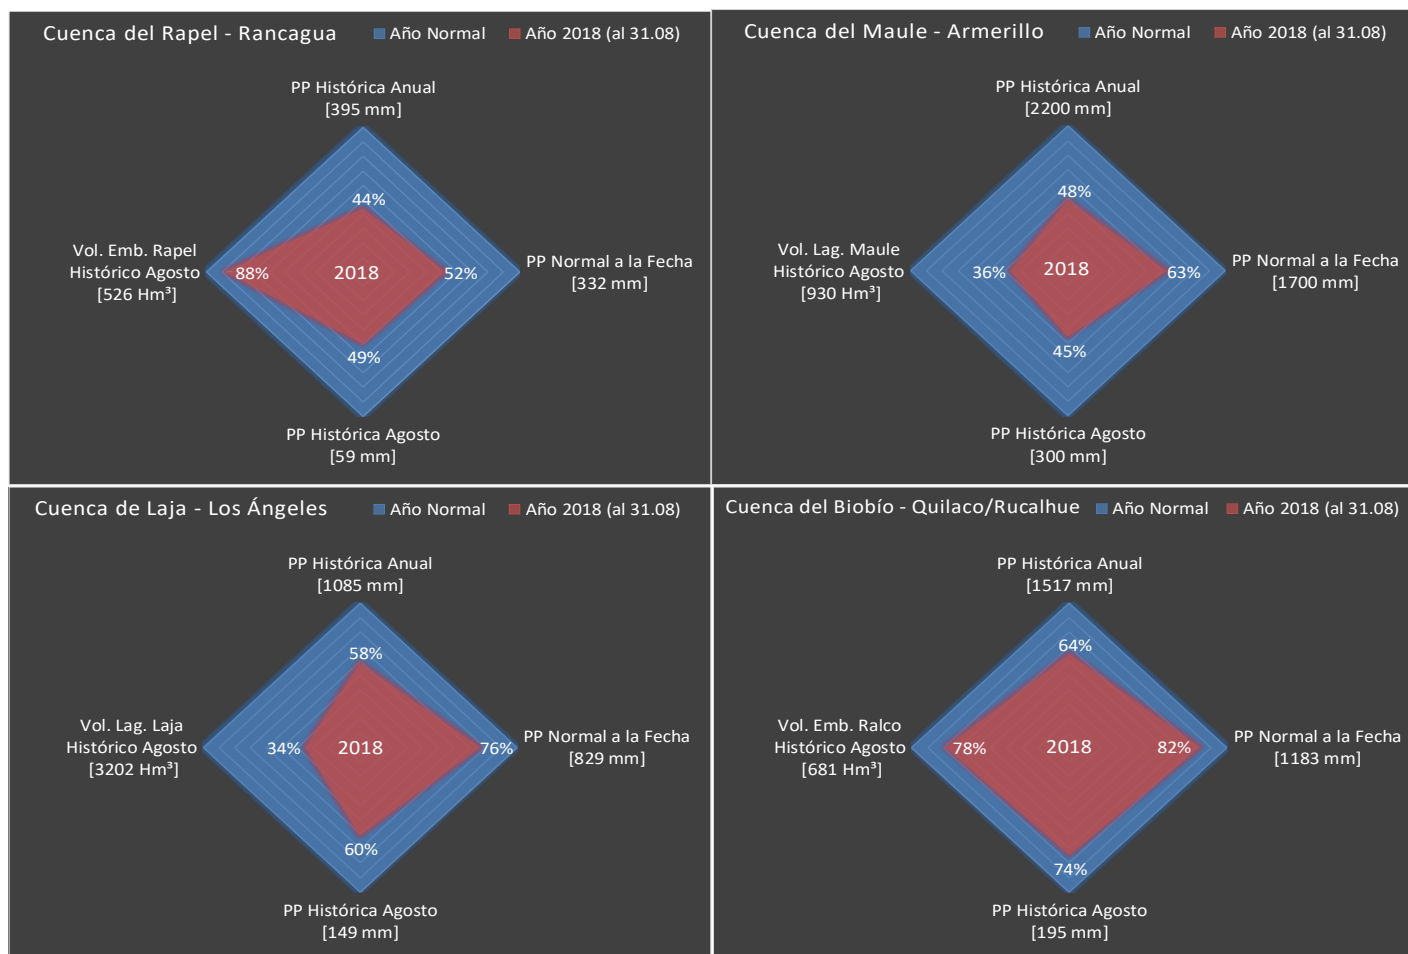 Cuenca del Rapel - Rancagua
Año Normal
Año 2018 (al 31.08)
PP Histórica Anual
[395 mm]
44%
Vol. Emb. Rapel
Histórico Agosto
[526 Hm³]
88%
2018
52%
PP Normal a la Fecha
[332 mm]
49%
PP Histórica Agosto
[59 mm]
Cuenca del Maule - Armerillo
Año Normal
Año 2018 (al 31.08)
PP Histórica Anual
[2200 mm]
48%
Vol. Lag. Maule
Histórico Agosto
[930 Hm³]
36%
2018
63%
PP Normal a la Fecha
[1700 mm]
45%
PP Histórica Agosto
[300 mm]
Cuenca de Laja - Los Ángeles
Año Normal
Año 2018 (al 31.08)
PP Histórica Anual
[1085 mm]
58%
Vol. Lag. Laja
Histórico Agosto
[3202 Hm³]
34%
2018
76%
PP Normal a la Fecha
[829 mm]
60%
PP Histórica Agosto
[149 mm]
Cuenca del Biobío - Quilaco/Rucalhue
Año Normal
Año 2018 (al 31.08)
PP Histórica Anual
[1517 mm]
64%
Vol. Emb. Ralco
Histórico Agosto
[681 Hm³]
78%
2018
82%
PP Normal a la Fecha
[1183 mm]
74%
PP Histórica Agosto
[195 mm]